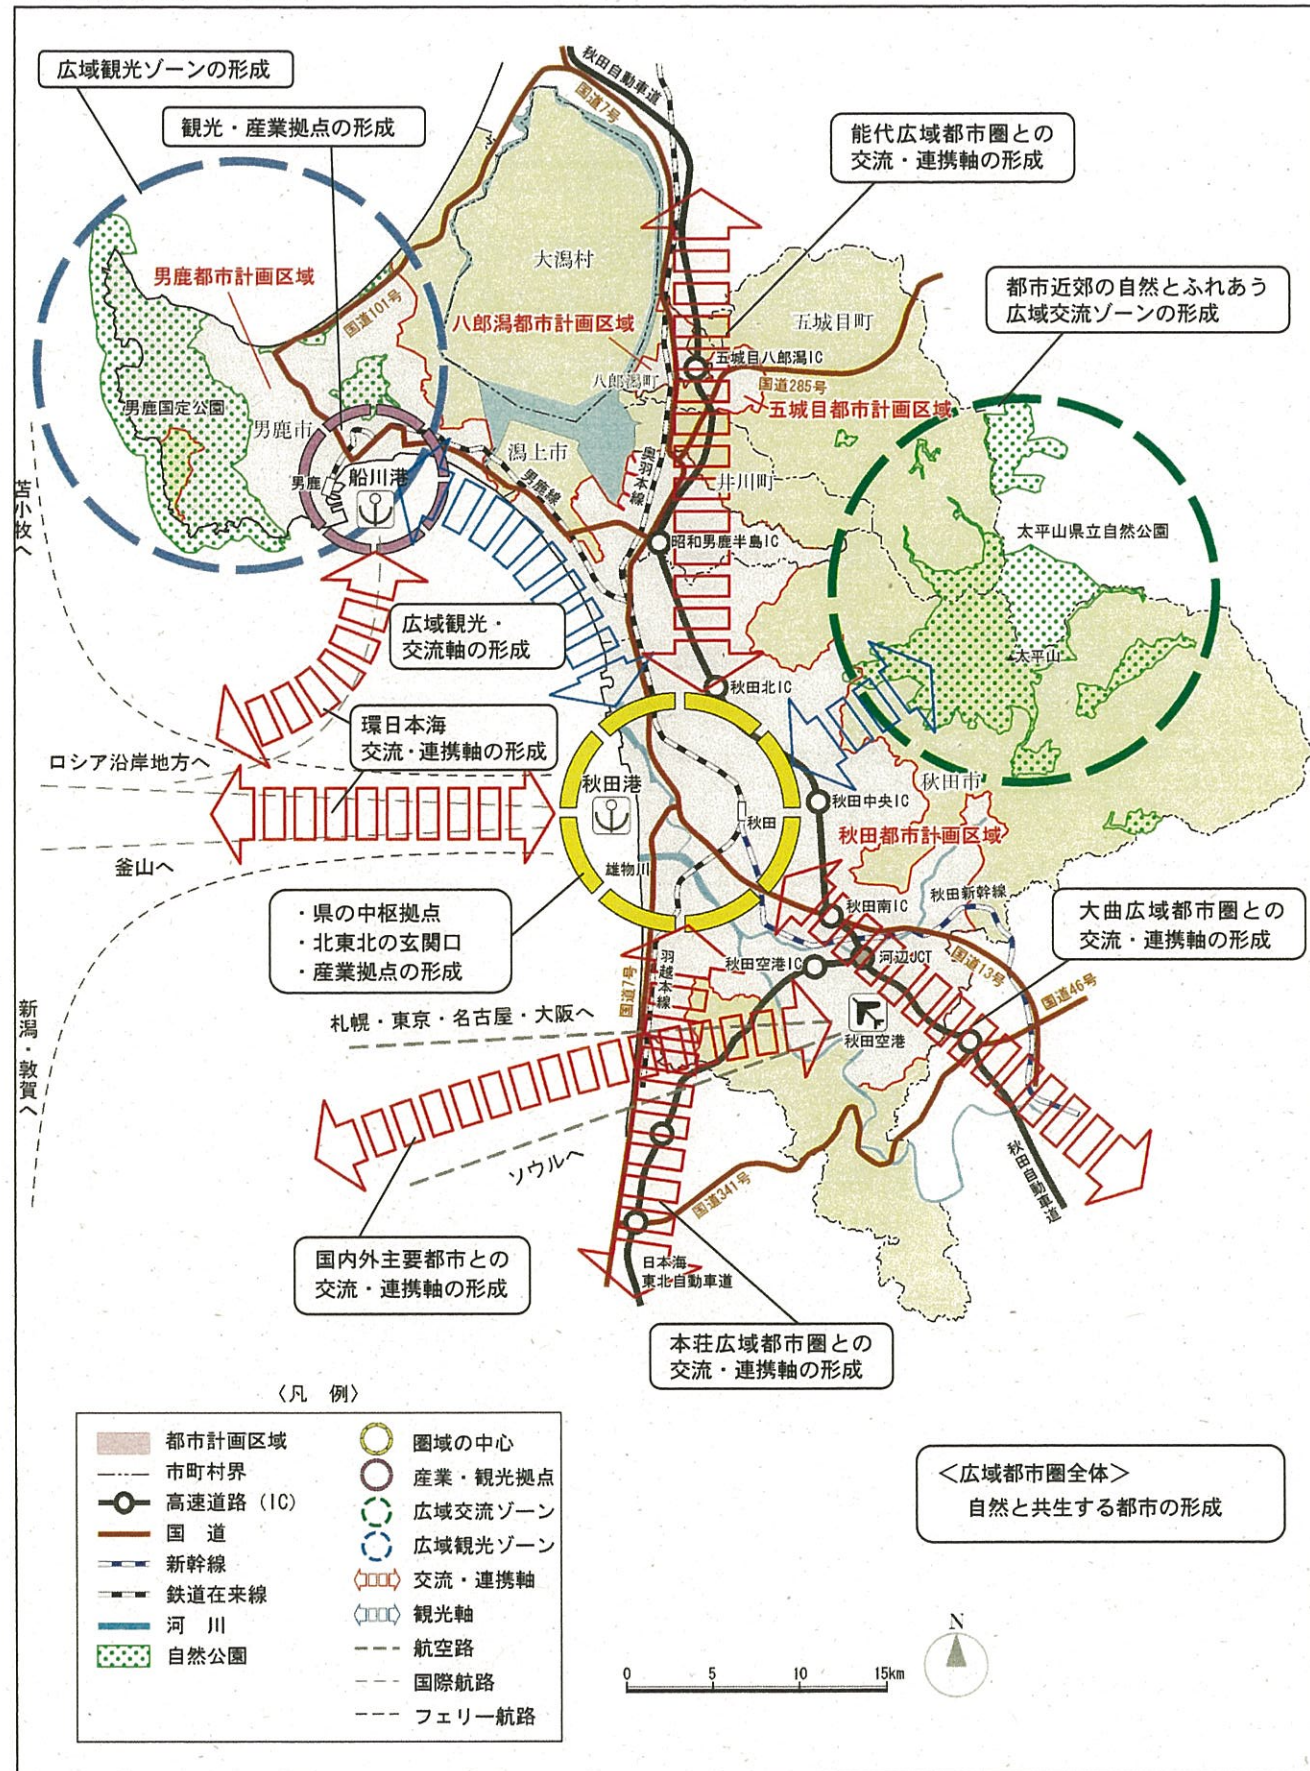 広域観光ゾーンの形成
観光・産業拠点の形成
秋田自動車道
国道7号
能代広域都市圏との
交流・連携軸の形成
都市近郊の自然とふれあう
広域交流ゾーンの形成
大潟村
男鹿都市計画区域
国道101号
八郎潟都市計画区域
五城目町
五城目八郎潟IC
八郎潟町
国道285号
五城目都市計画区域
男鹿国定公園
男鹿市
潟上市
男鹿線
奥羽本線
井川町
男鹿
船川港
苫小牧へ
昭和男鹿半島IC
太平山県立自然公園
太平山
広域観光・
交流軸の形成
秋田北IC
環日本海
交流・連携軸の形成
ロシア沿岸地方へ
秋田港
秋田
秋田市
秋田中央IC
秋田都市計画区域
釜山へ
雄物川
秋田南IC
秋田新幹線
・県の中枢拠点
・北東北の玄関口
・産業拠点の形成
大曲広域都市圏との
交流・連携軸の形成
羽越本線
国道7号
秋田空港IC
河辺JCT
国道13号
国道46号
新潟・敦賀へ
札幌・東京・名古屋・大阪へ
秋田空港
ソウルへ
国道341号
秋田自動車道
国内外主要都市との
交流・連携軸の形成
日本海
東北自動車道
本荘広域都市圏との
交流・連携軸の形成
〈凡 例〉
都市計画区域
市町村界
高速道路(IC)
国 道
新幹線
鉄道在来線
河 川
自然公園
圏域の中心
産業・観光拠点
広域交流ゾーン
広域観光ゾーン
交流・連携軸
観光軸
航空路
国際航路
フェリー航路
＜広域都市圏全体＞
自然と共生する都市の形成
N
0 5 10 15km